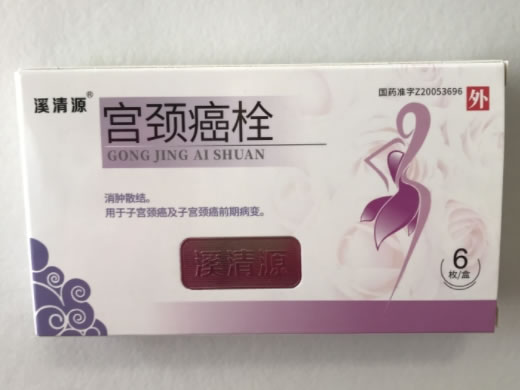 溪清源®
国药准字Z20053696
外
宫颈癌栓
GONG JING AI SHUAN
消肿散结。
用于子宫颈癌及子宫颈癌前期病变。
溪清源
6
枚/盒